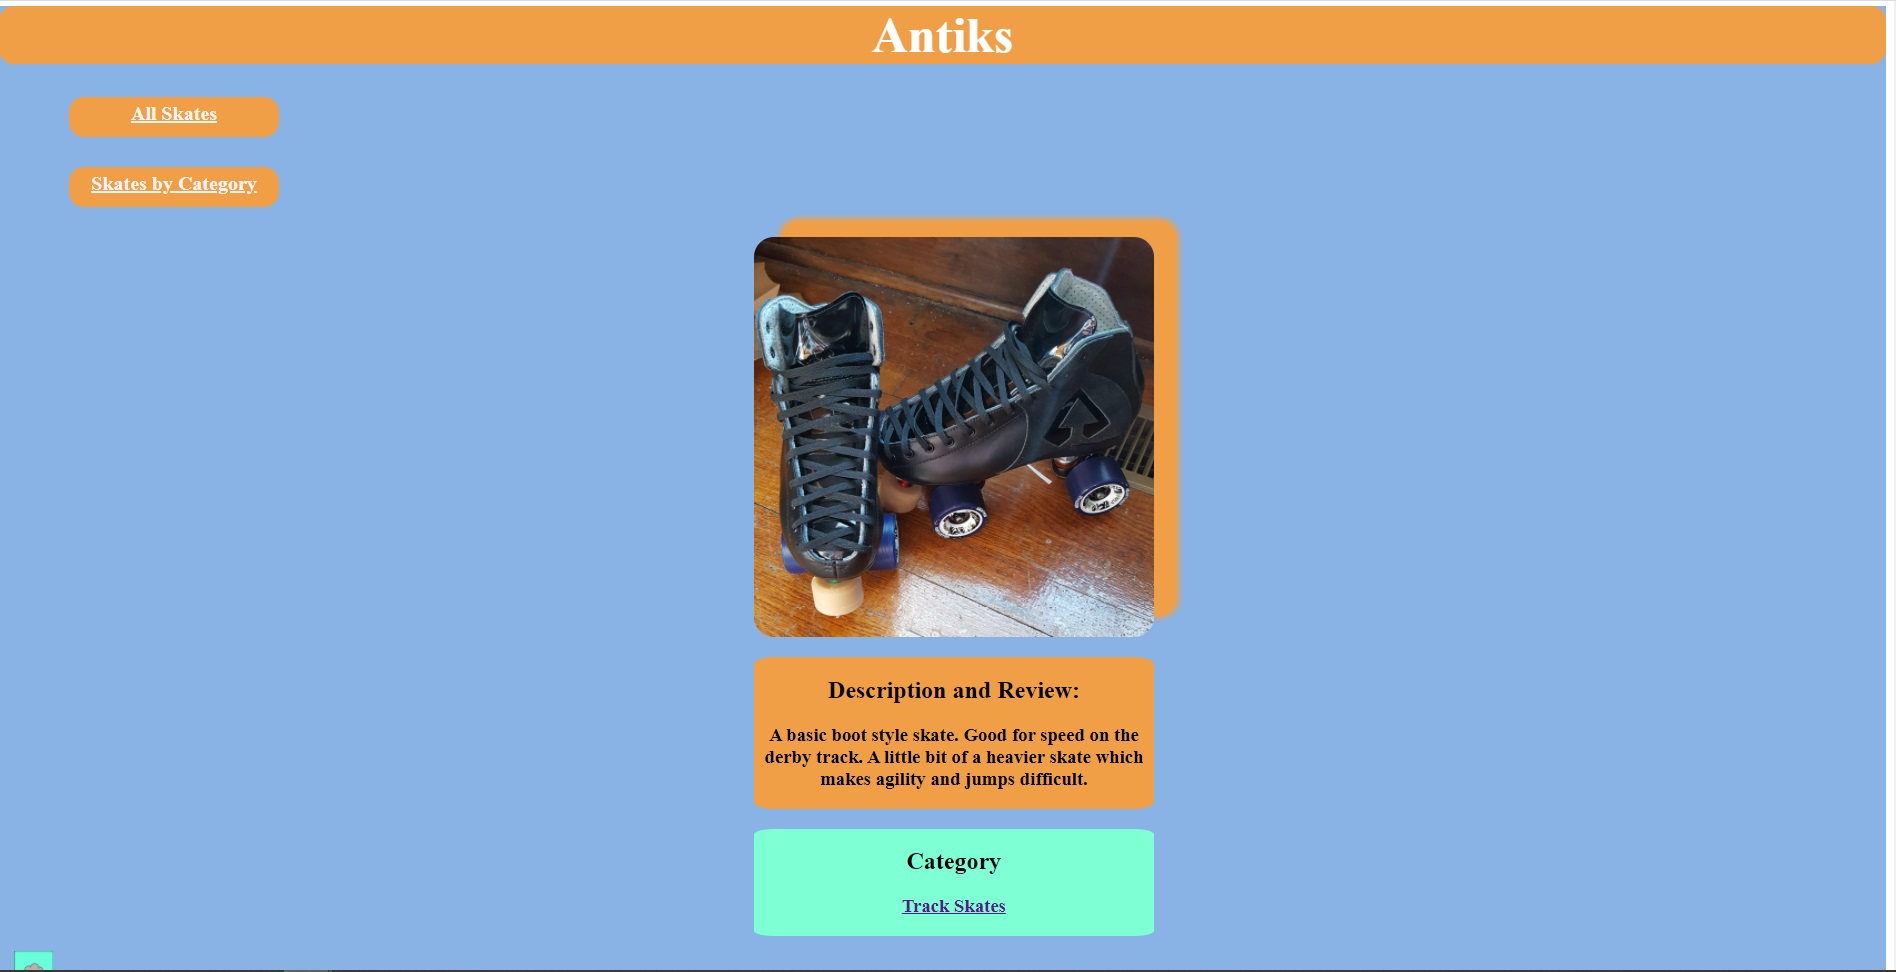 Antiks
All Skates
Skates by Category
Description and Review:
A basic boot style skate. Good for speed on the
derby track. A little bit of a heavier skate which
makes agility and jumps difficult.
Category
Track Skates